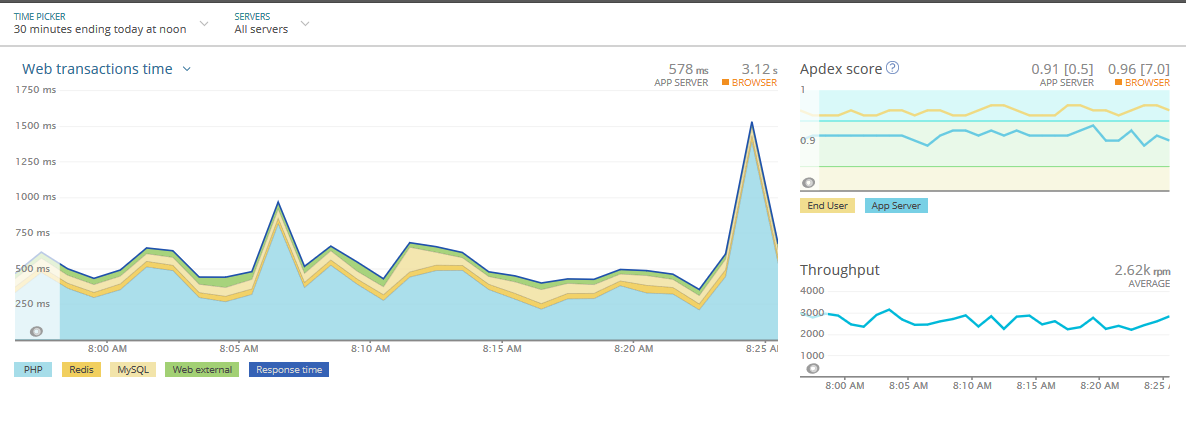 TIME PICKER
30 minutes ending today at noon
SERVERS
All servers
Web transactions time
578 ms
APP SERVER
3.12 s
BROWSER
1750 ms
1500 ms
1250 ms
1000 ms
750 ms
500 ms
250 ms
8:00 AM
8:05 AM
8:10 AM
8:15 AM
8:20 AM
8:25 AM
PHP
Redis
MySQL
Web external
Response time
Apdex score ?
0.91 [0.5]
APP SERVER
0.96 [7.0]
BROWSER
1
0.9
End User
App Server
Throughput
2.62k rpm
AVERAGE
4000
3000
2000
1000
8:00 AM
8:05 AM
8:10 AM
8:15 AM
8:20 AM
8:25 A